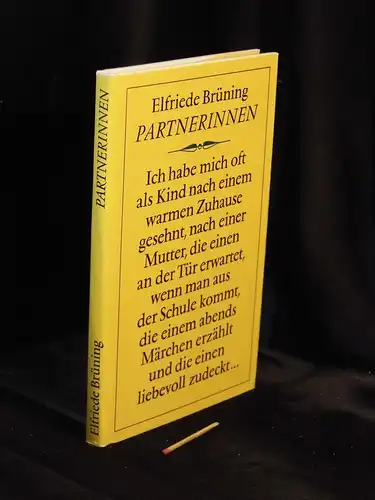 Elfriede Brüning
PARTNERINNEN
Ich habe mich oft
als Kind nach einem
warmen Zuhause
gesehnt, nach einer
Mutter, die einen
an der Tür erwartet,
wenn man aus
der Schule kommt,
die einem abends
Märchen erzählt
und die einen
liebevoll zudeckt...
PARTNERINNEN
Elfriede Brüning